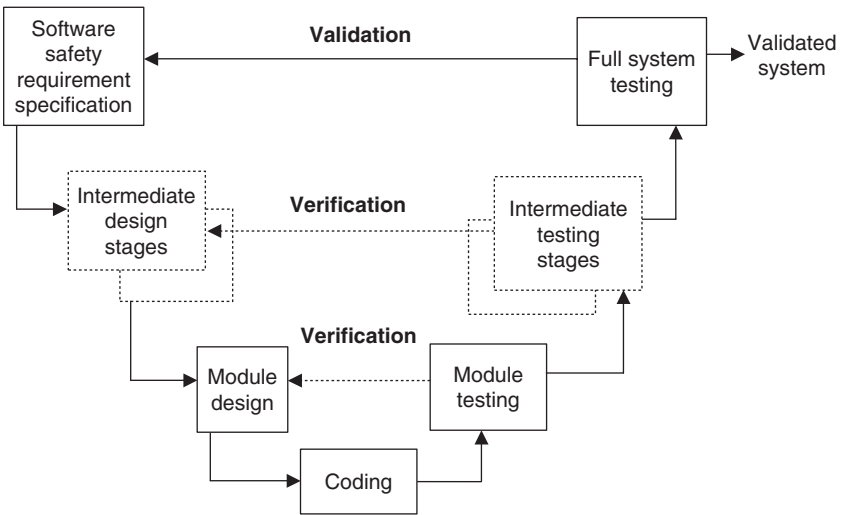 Software
safety
requirement
specification
Validation
Full system
testing
Validated
system
Intermediate
design
stages
Verification
Intermediate
testing
stages
Verification
Module
design
Module
testing
Coding